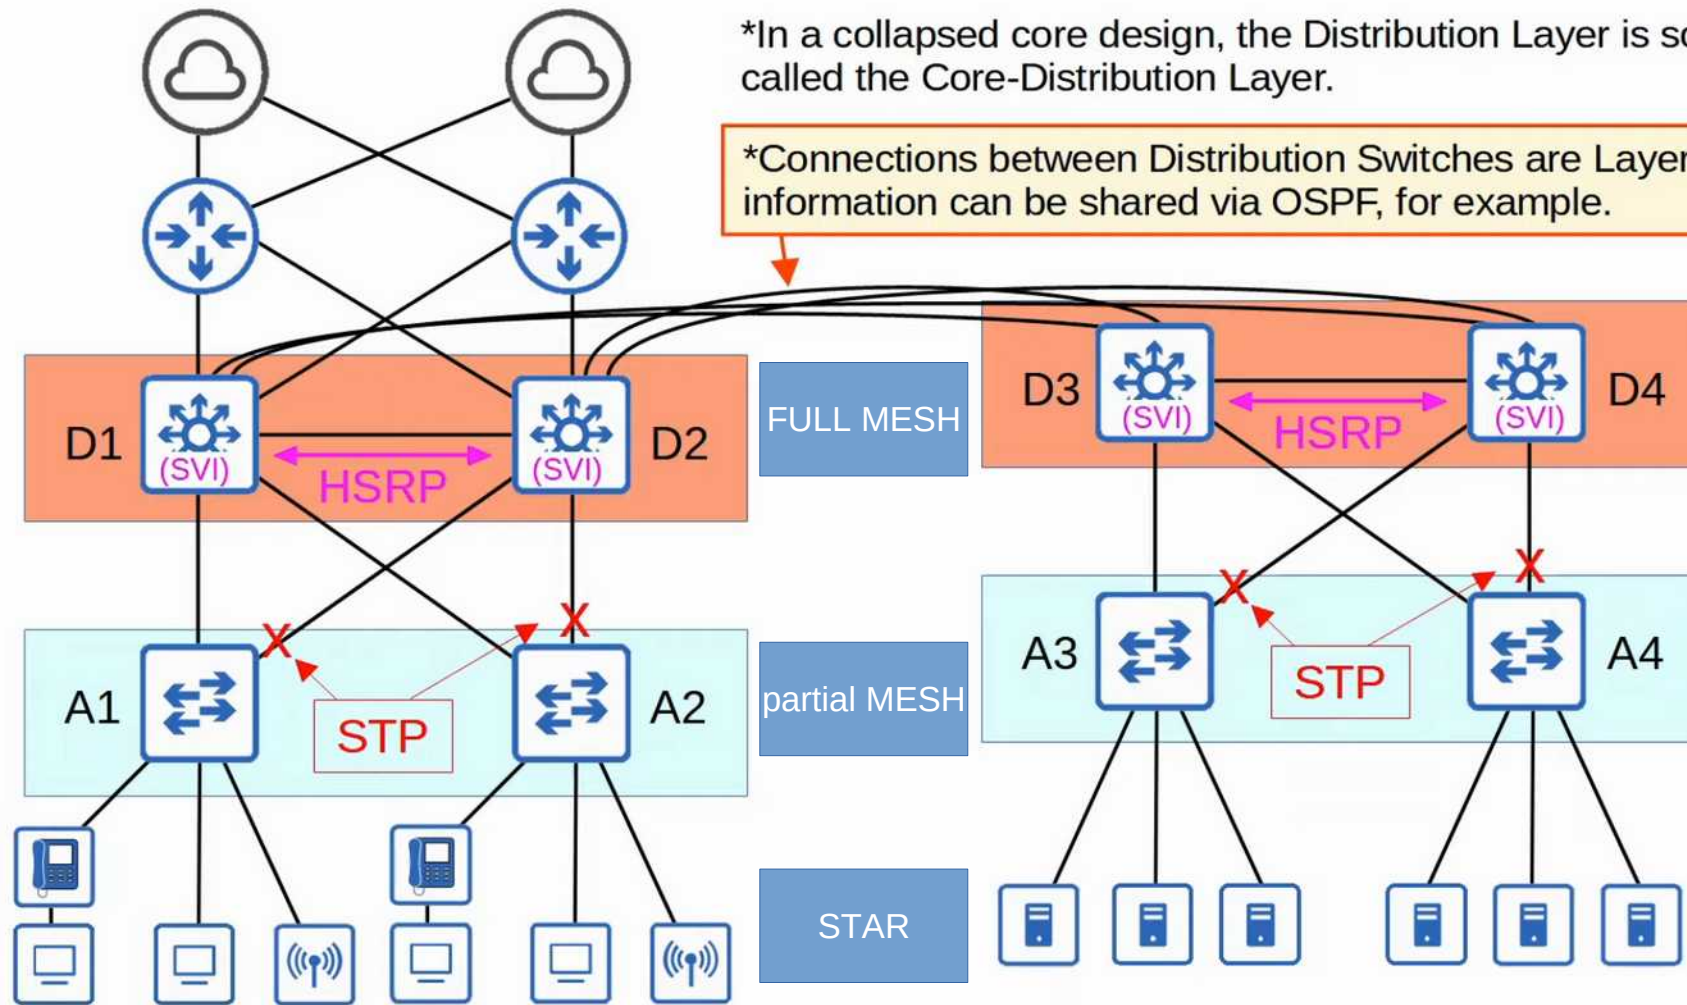 *In a collapsed core design, the Distribution Layer is
called the Core-Distribution Layer.
*Connections between Distribution Switches are Layer
information can be shared via OSPF, for example.
D1
(SVI)
HSRP
(SVI)
D2
FULL MESH
D3
(SVI)
HSRP
(SVI)
D4
A1
X
STP
X
A2
partial MESH
A3
X
STP
X
A4
STAR